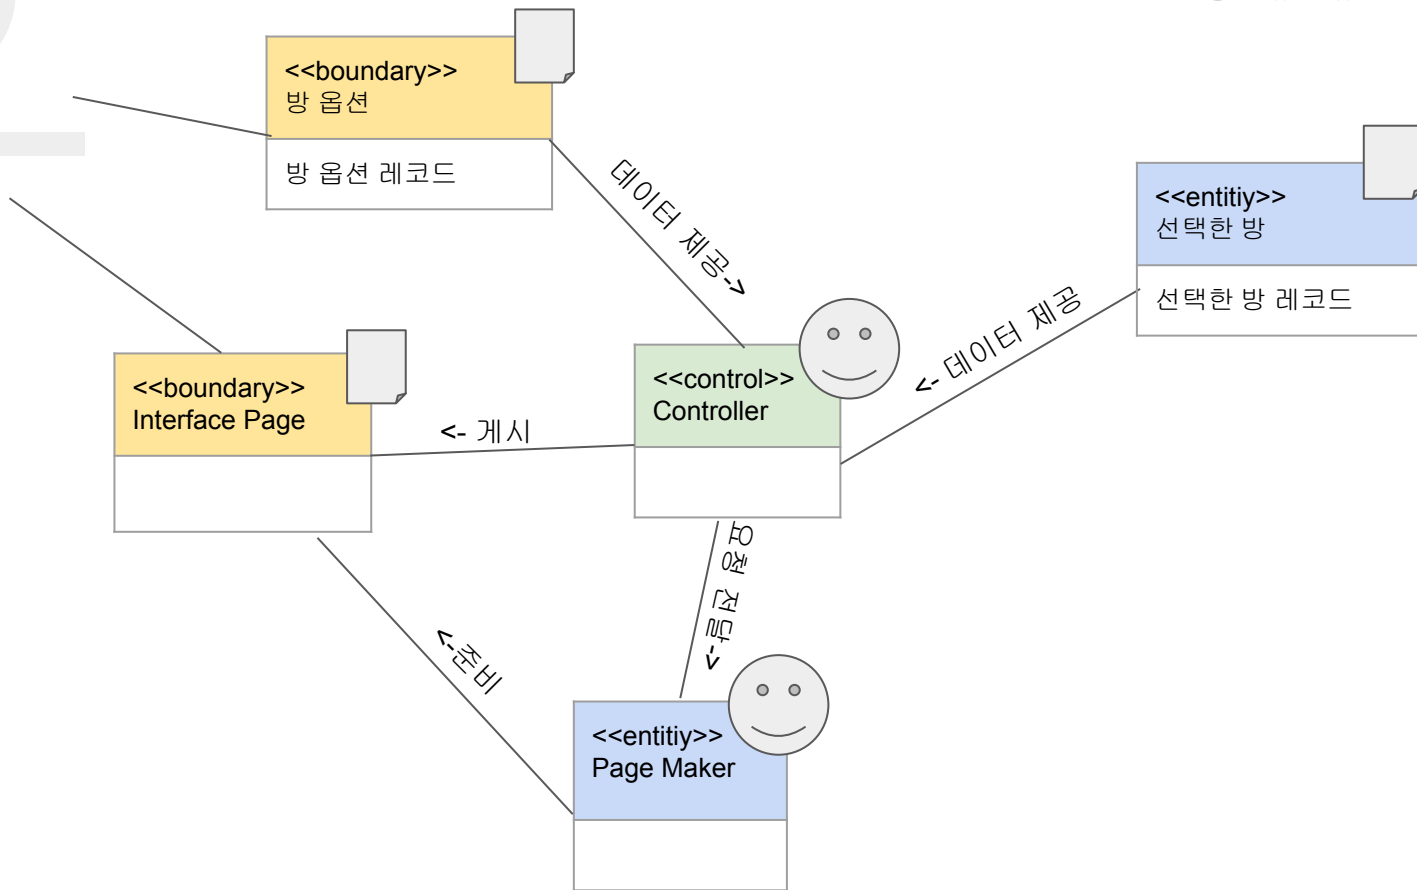 <<boundary>>
방 옵션
방 옵션 레코드
데이터 제공->
<<entitiy>>
선택한 방
선택한 방 레코드
<- 데이터 제공
<<boundary>>
Interface Page
<- 게시
<<control>>
Controller
요청 전달->
<-준비
<<entitiy>>
Page Maker